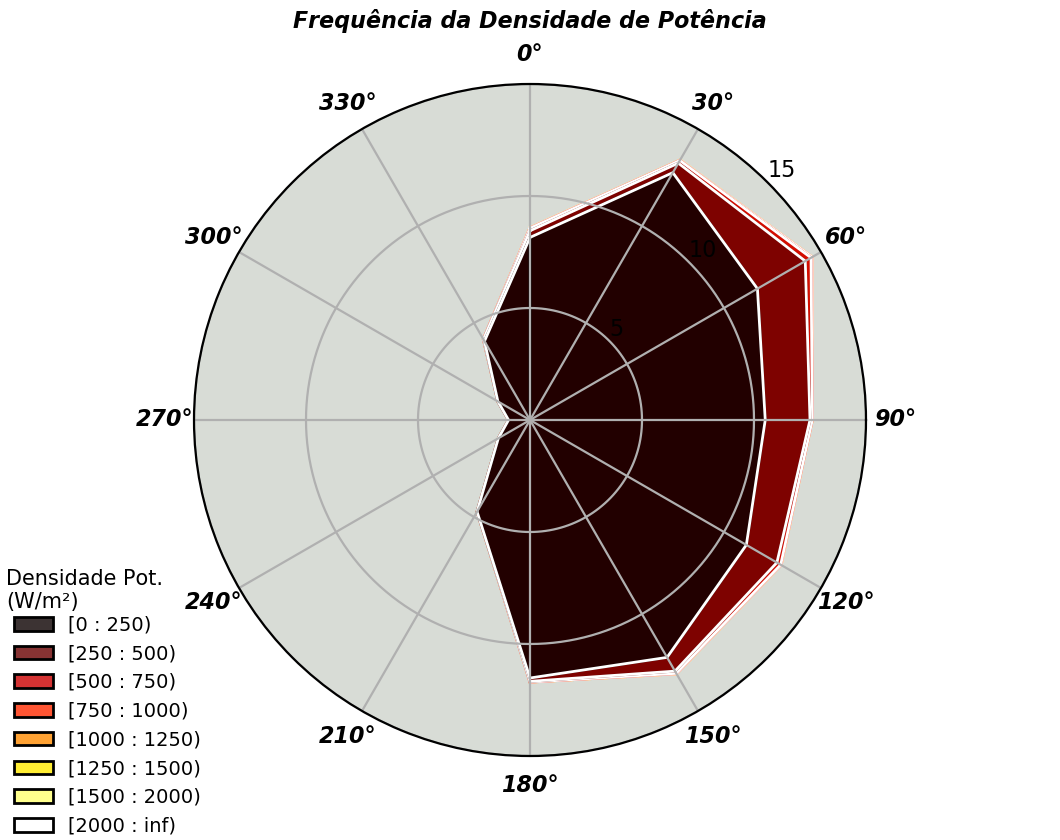 Frequência da Densidade de Potência
0°
330°
30°
15
300°
60°
10
5
270°
90°
240°
120°
210°
150°
180°
Densidade Pot.
(W/m²)
[0 : 250)
[250 : 500)
[500 : 750)
[750 : 1000)
[1000 : 1250)
[1250 : 1500)
[1500 : 2000)
[2000 : inf)